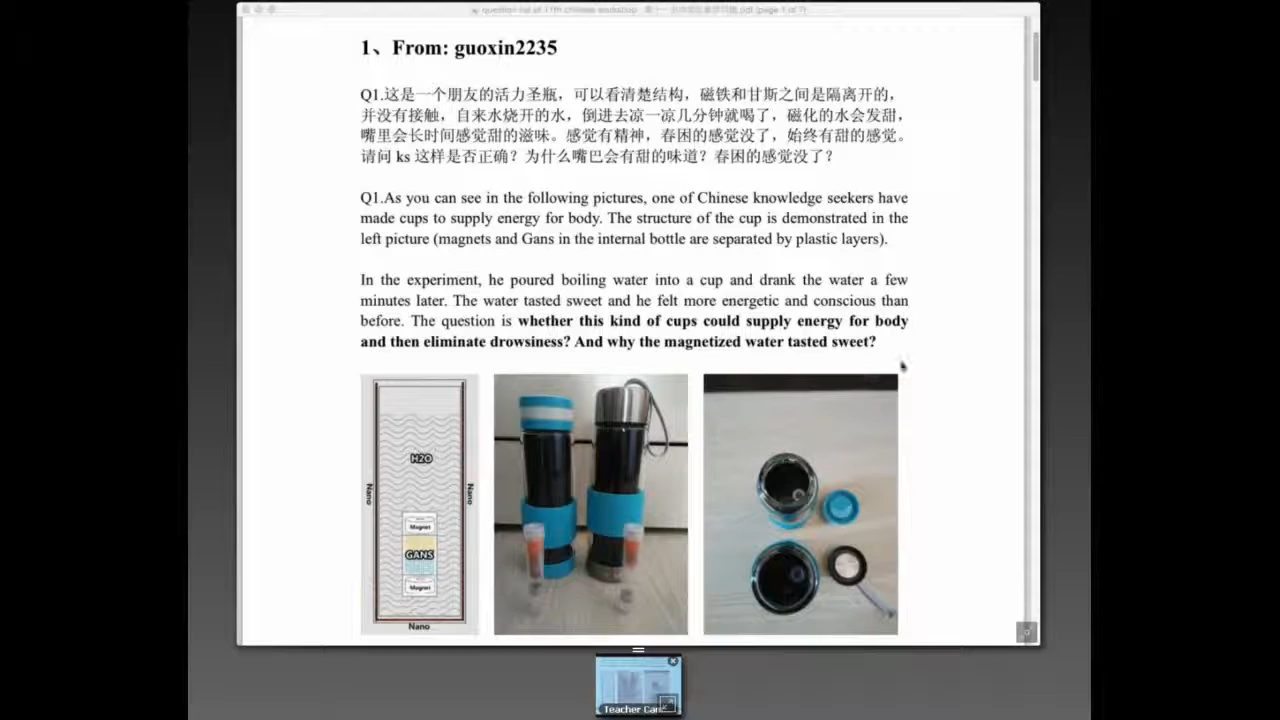 1、From: guoxin2235
Q1.这是一个朋友的活力圣瓶，可以看清楚结构，磁铁和甘斯之间是隔离开的，
并没有接触，自来水烧开的水，倒进去凉一凉几分钟就喝了，磁化的水会发甜，
嘴里会长时间感觉甜的滋味。感觉有精神，春困的感觉没了，始终有甜的感觉。
请问 ks 这样是否正确？为什么嘴巴会有甜的味道？春困的感觉没了？
Q1.As you can see in the following pictures, one of Chinese knowledge seekers have
made cups to supply energy for body. The structure of the cup is demonstrated in the
left picture (magnets and Gans in the internal bottle are separated by plastic layers).
In the experiment, he poured boiling water into a cup and drank the water a few
minutes later. The water tasted sweet and he felt more energetic and conscious than
before. The question is whether this kind of cups could supply energy for body
and then eliminate drowsiness? And why the magnetized water tasted sweet?
H2O
Nano
Nano
Magnet
GANS
Magnet
Nano
Teacher Cam